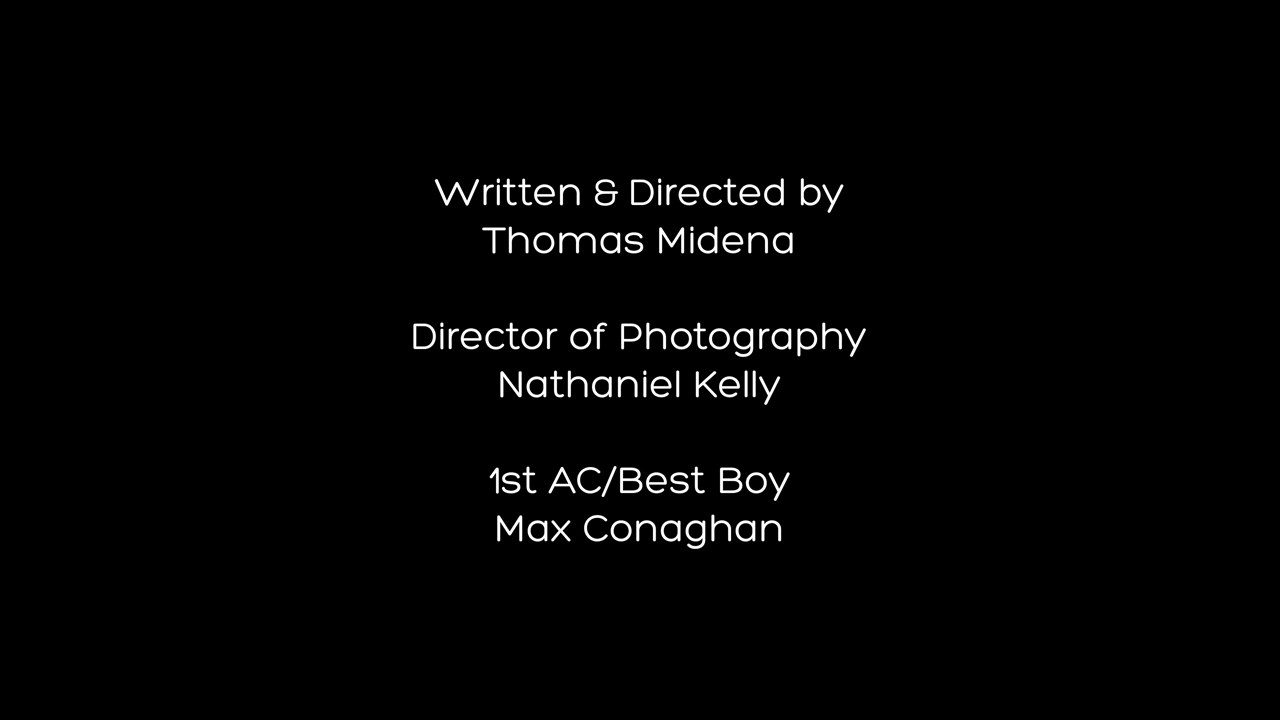 Written & Directed by
Thomas Midena
Director of Photography
Nathaniel Kelly
1st AC/Best Boy
Max Conaghan